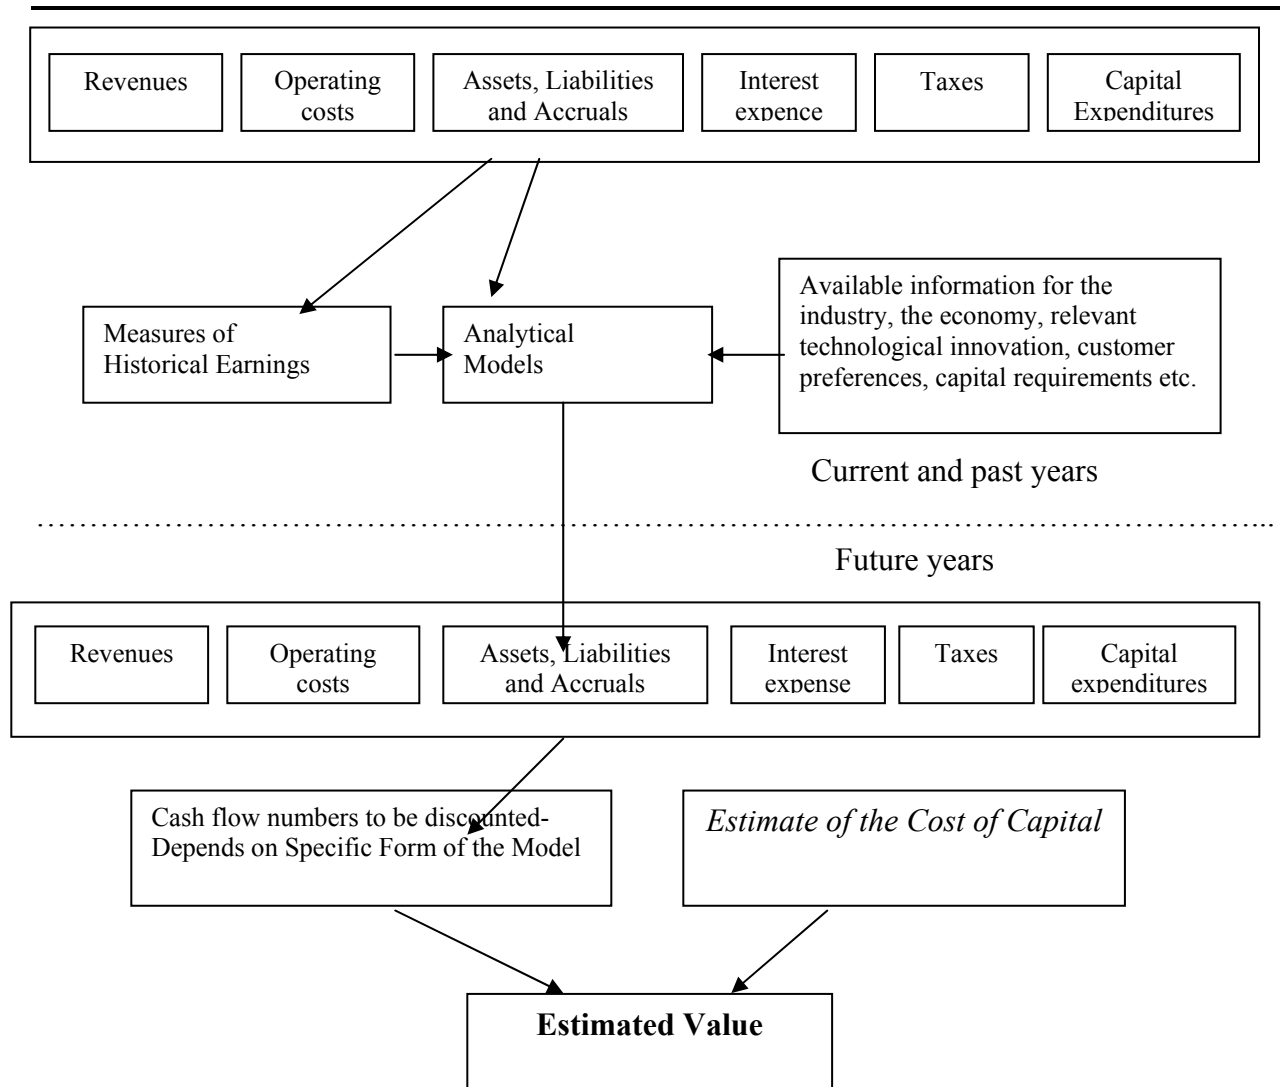 Revenues
Operating
costs
Assets, Liabilities
and Accruals
Interest
expence
Taxes
Capital
Expenditures
Measures of
Historical Earnings
Analytical
Models
Available information for the
industry, the economy, relevant
technological innovation, customer
preferences, capital requirements etc.
Current and past years
Future years
Revenues
Operating
costs
Assets, Liabilities
and Accruals
Interest
expense
Taxes
Capital
expenditures
Cash flow numbers to be discounted-
Depends on Specific Form of the Model
Estimate of the Cost of Capital
Estimated Value